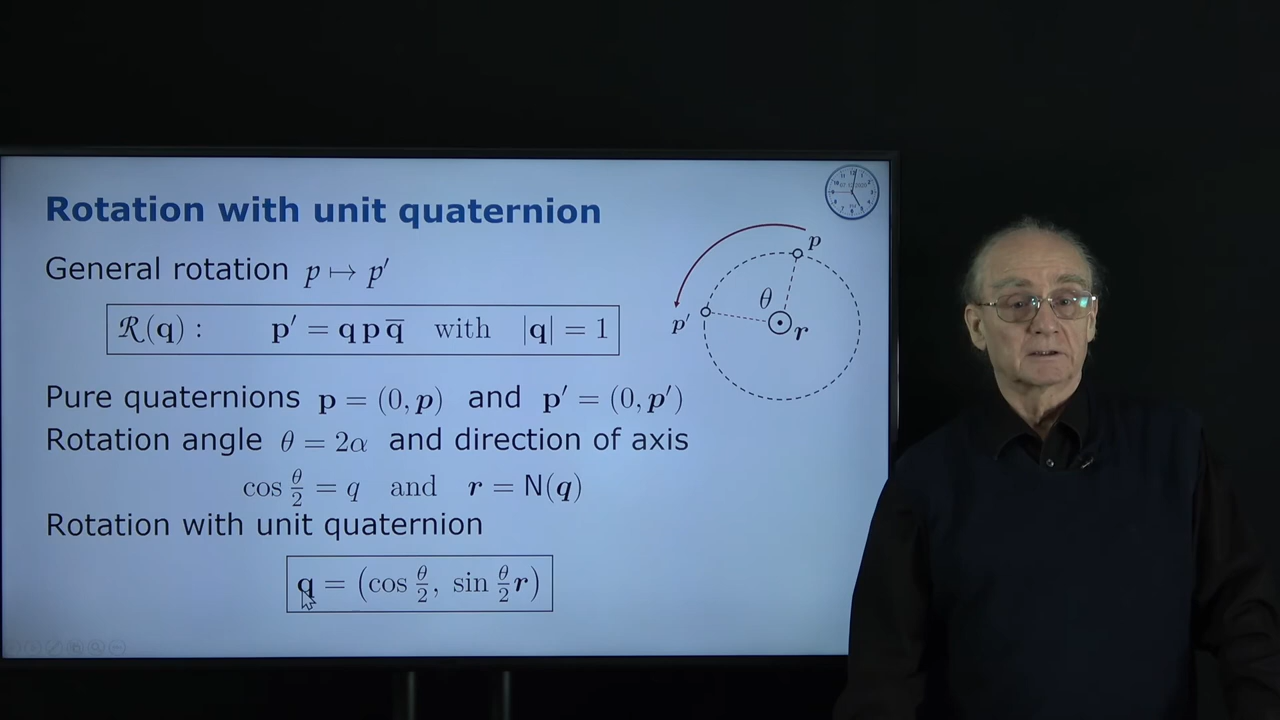 Rotation with unit quaternion
General rotation p ↦ p′
ℛ(q) : p′ = q p q̅ with |q| = 1
Pure quaternions p = (0, p) and p′ = (0, p′)
Rotation angle θ = 2α and direction of axis
cos θ/2 = q and r = N(q)
Rotation with unit quaternion
q = (cos θ/2, sin θ/2 r)
p
θ
p′
r